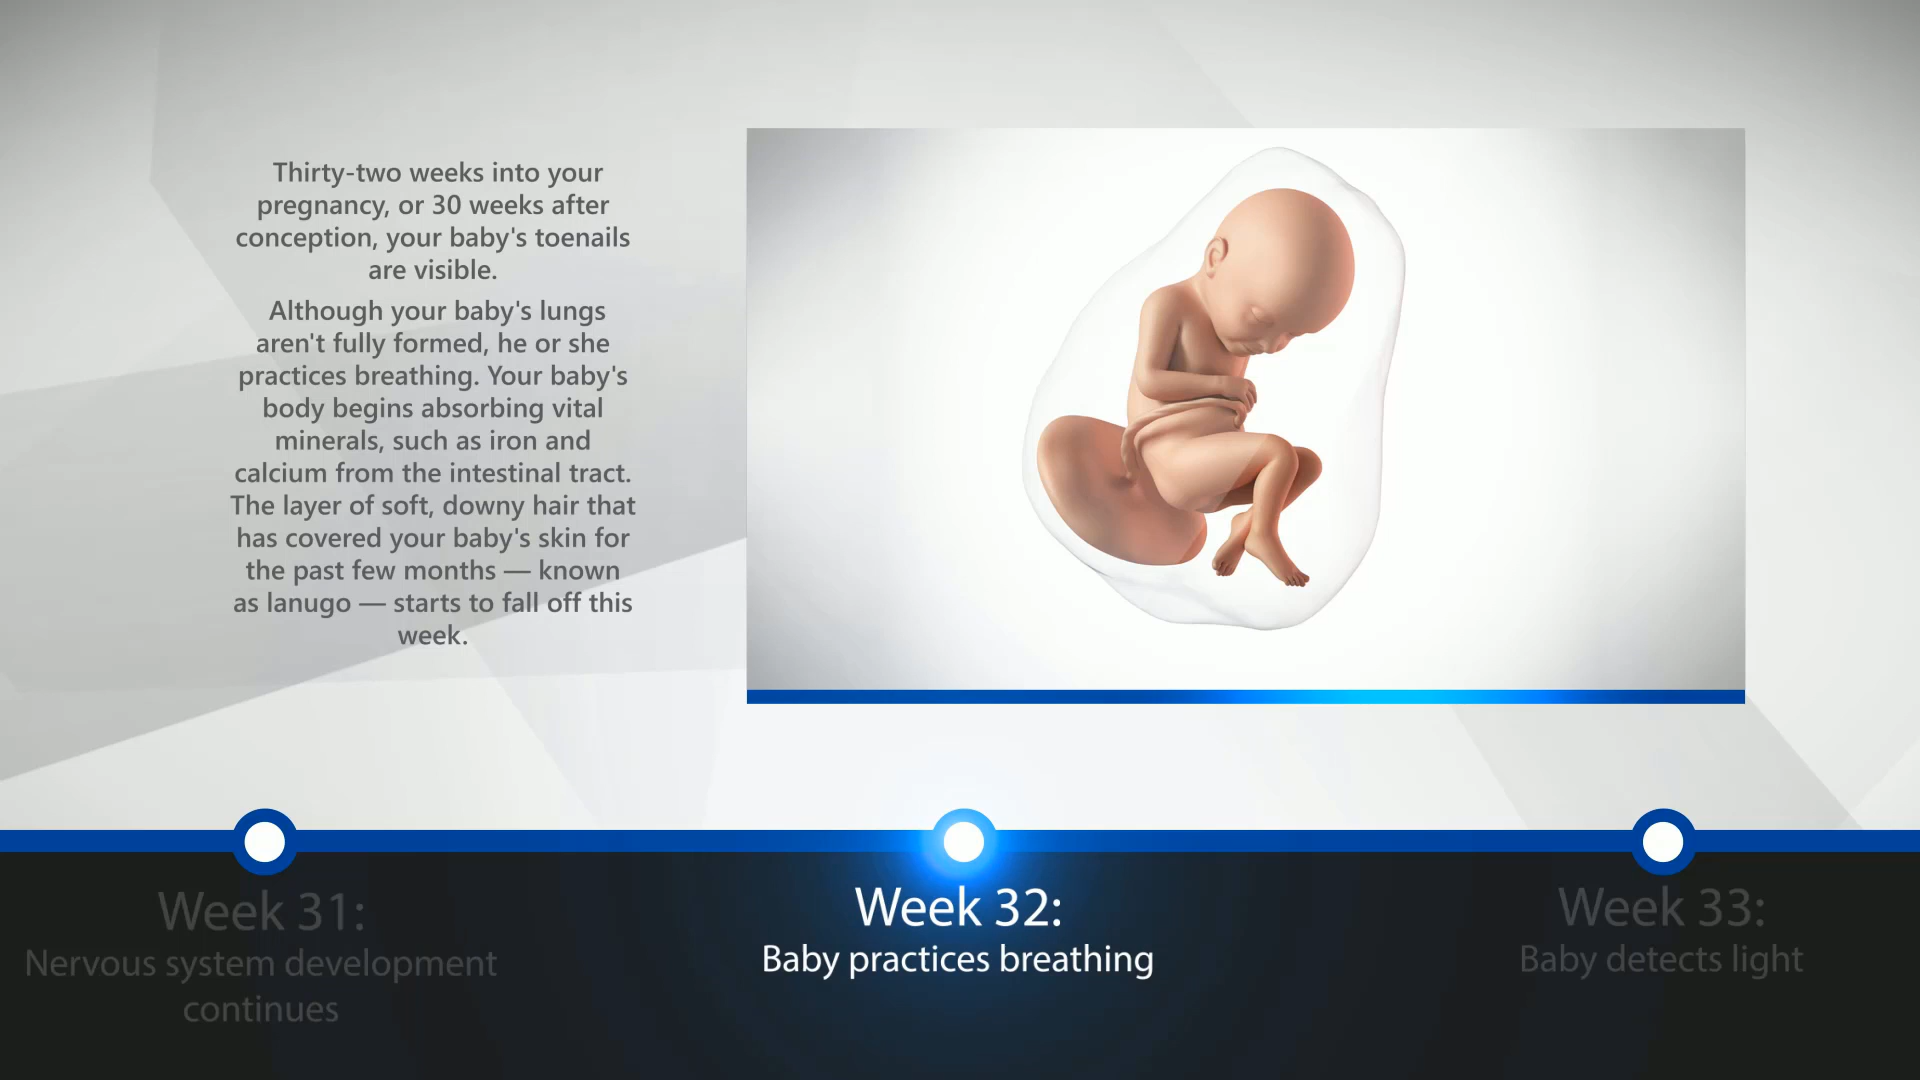 Thirty-two weeks into your
pregnancy, or 30 weeks after
conception, your baby's toenails
are visible.
Although your baby's lungs
aren't fully formed, he or she
practices breathing. Your baby's
body begins absorbing vital
minerals, such as iron and
calcium from the intestinal tract.
The layer of soft, downy hair that
has covered your baby's skin for
the past few months — known
as lanugo — starts to fall off this
week.
Week 31:
Nervous system development
continues
Week 32:
Baby practices breathing
Week 33:
Baby detects light